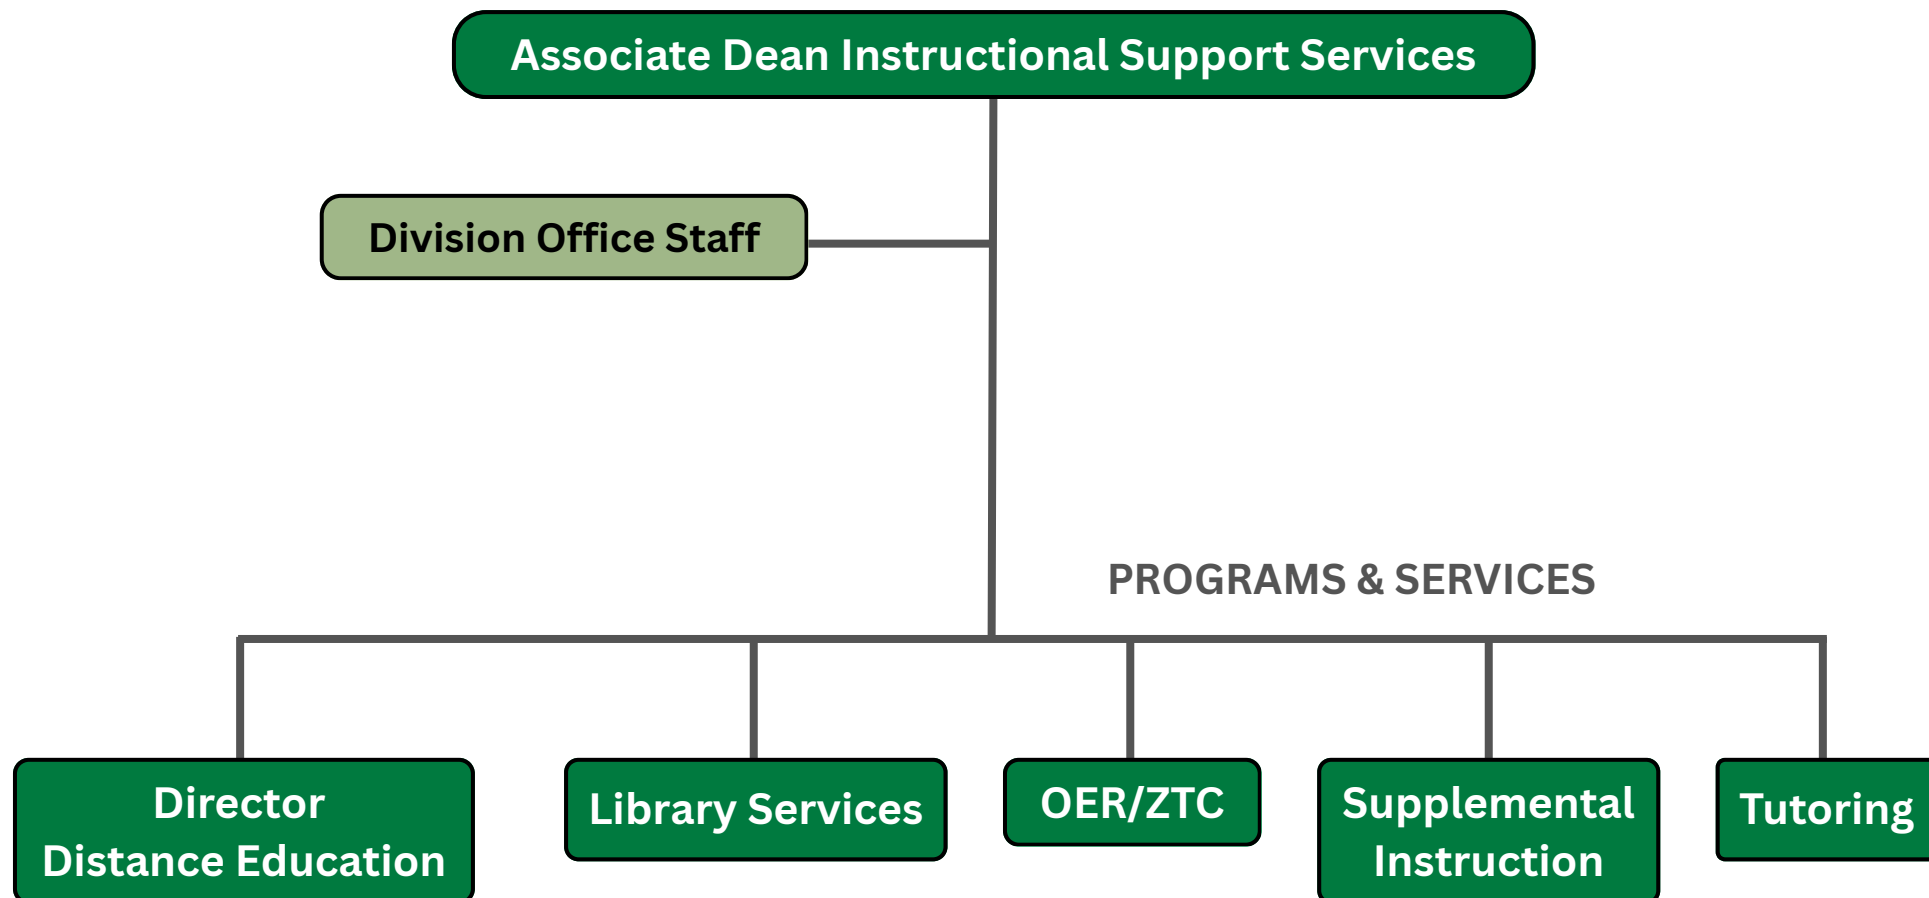 Associate Dean Instructional Support Services
Division Office Staff
PROGRAMS & SERVICES
Director
Distance Education
Library Services
OER/ZTC
Supplemental
Instruction
Tutoring